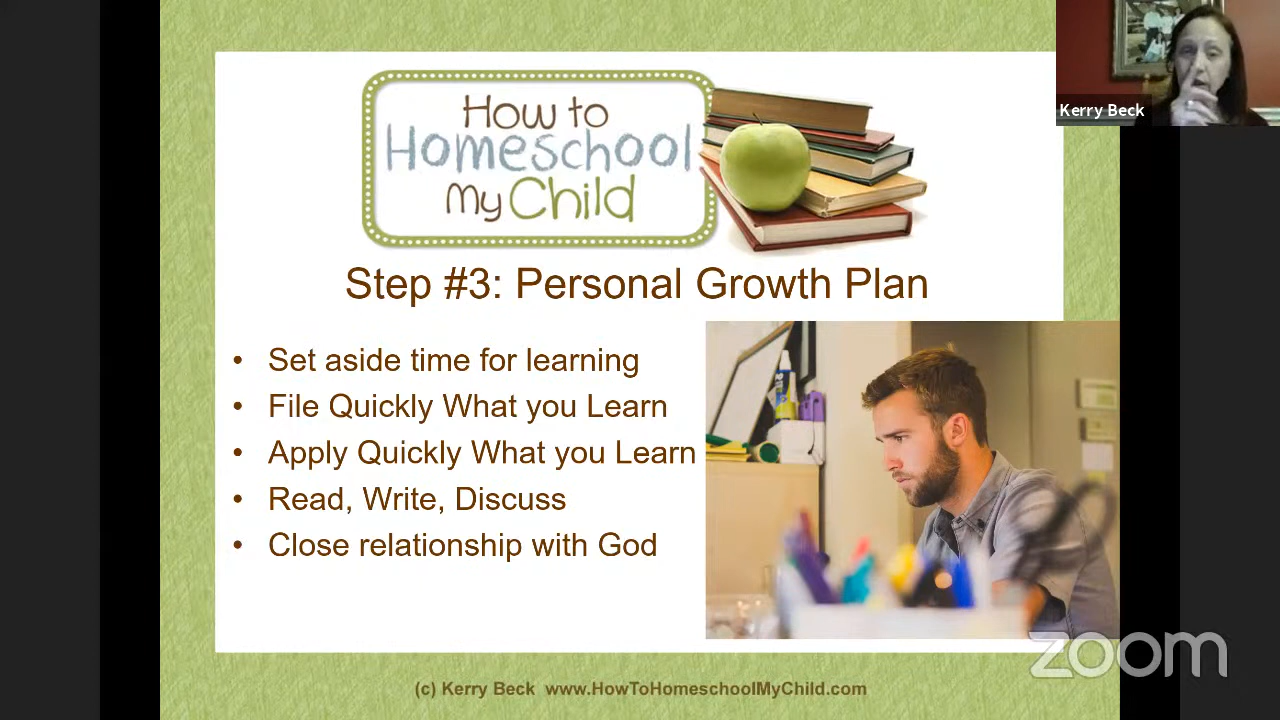 Kerry Beck
How to
Homeschool
My Child
Step #3: Personal Growth Plan
• Set aside time for learning
• File Quickly What you Learn
• Apply Quickly What you Learn
• Read, Write, Discuss
• Close relationship with God
zoom
(c) Kerry Beck www.HowToHomeschoolMyChild.com